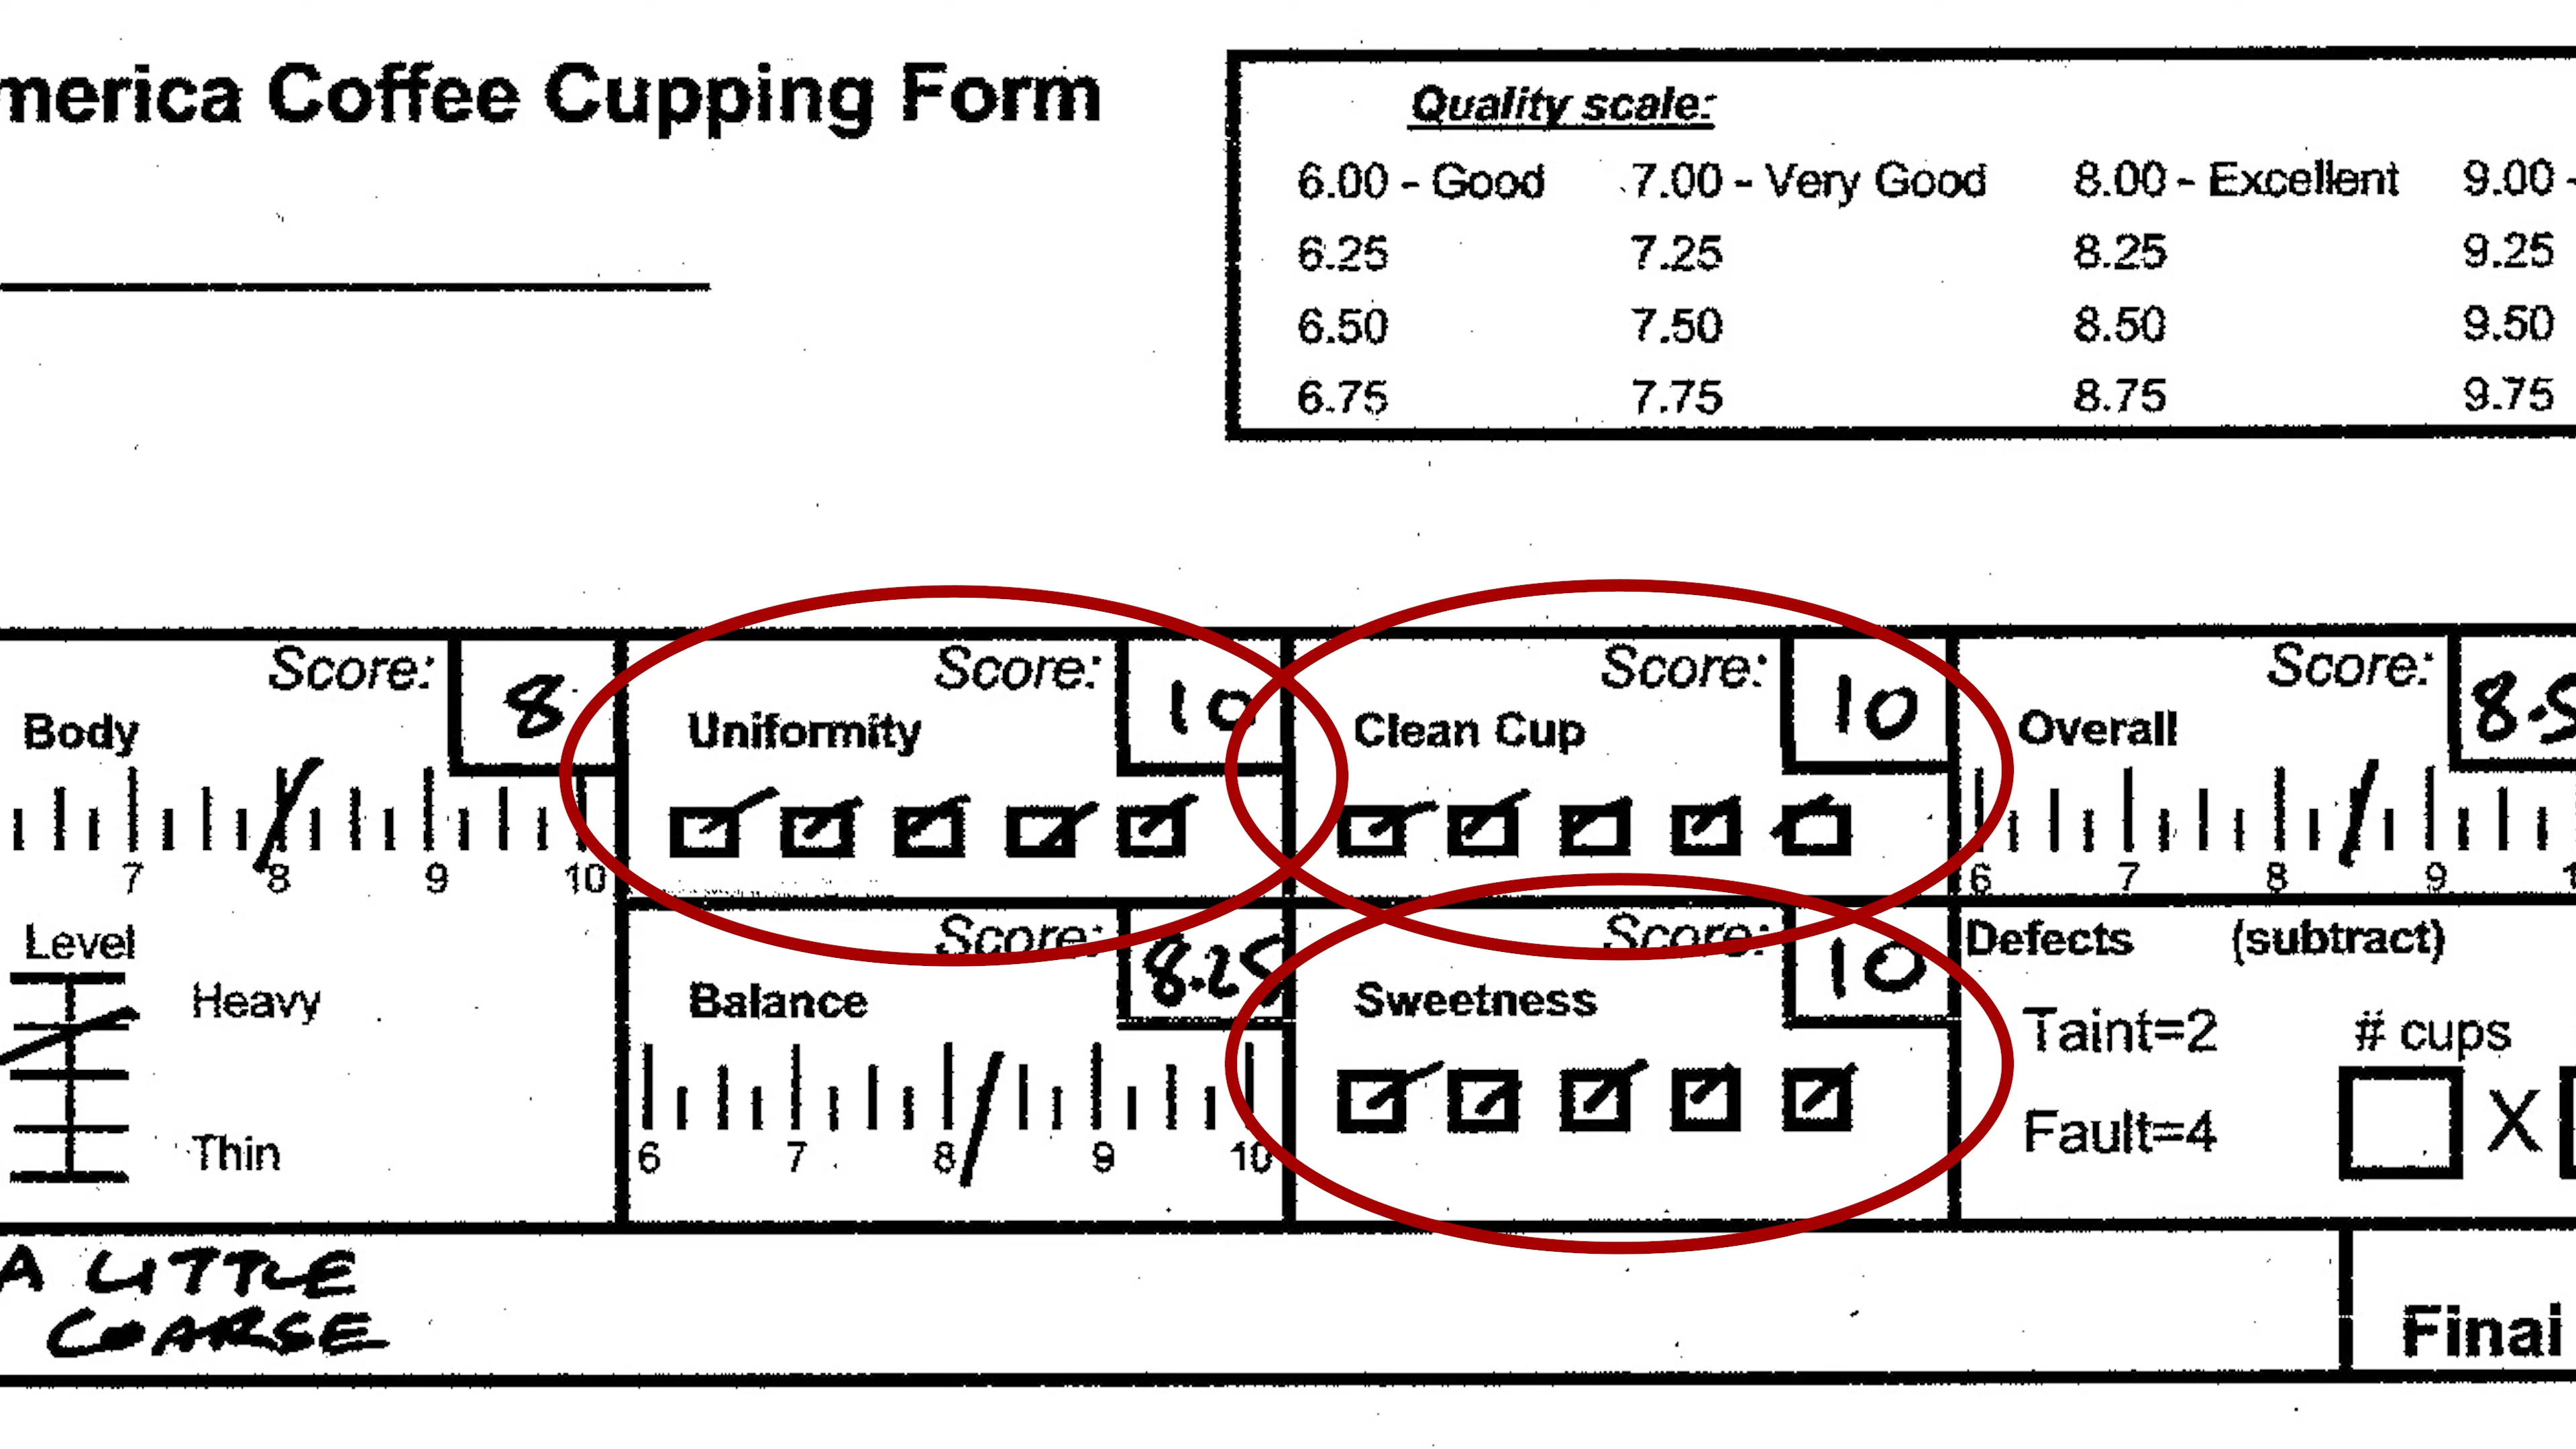 merica Coffee Cupping Form
Quality scale:
6.00 - Good 7.00 - Very Good 8.00 - Excellent 9.00 -
6.25 7.25 8.25 9.25
6.50 7.50 8.50 9.50
6.75 7.75 8.75 9.75
Score: 8
Body
7 8 9 10
Level
Heavy
Thin
Score: 10
Uniformity
Score: 8.25
Balance
6 7 8 9 10
Score: 10
Clean Cup
Score: 10
Sweetness
Score: 8.5
Overall
6 7 8 9 1
Defects (subtract)
Taint=2 # cups
Fault=4 X
A LITTLE
COARSE
Final